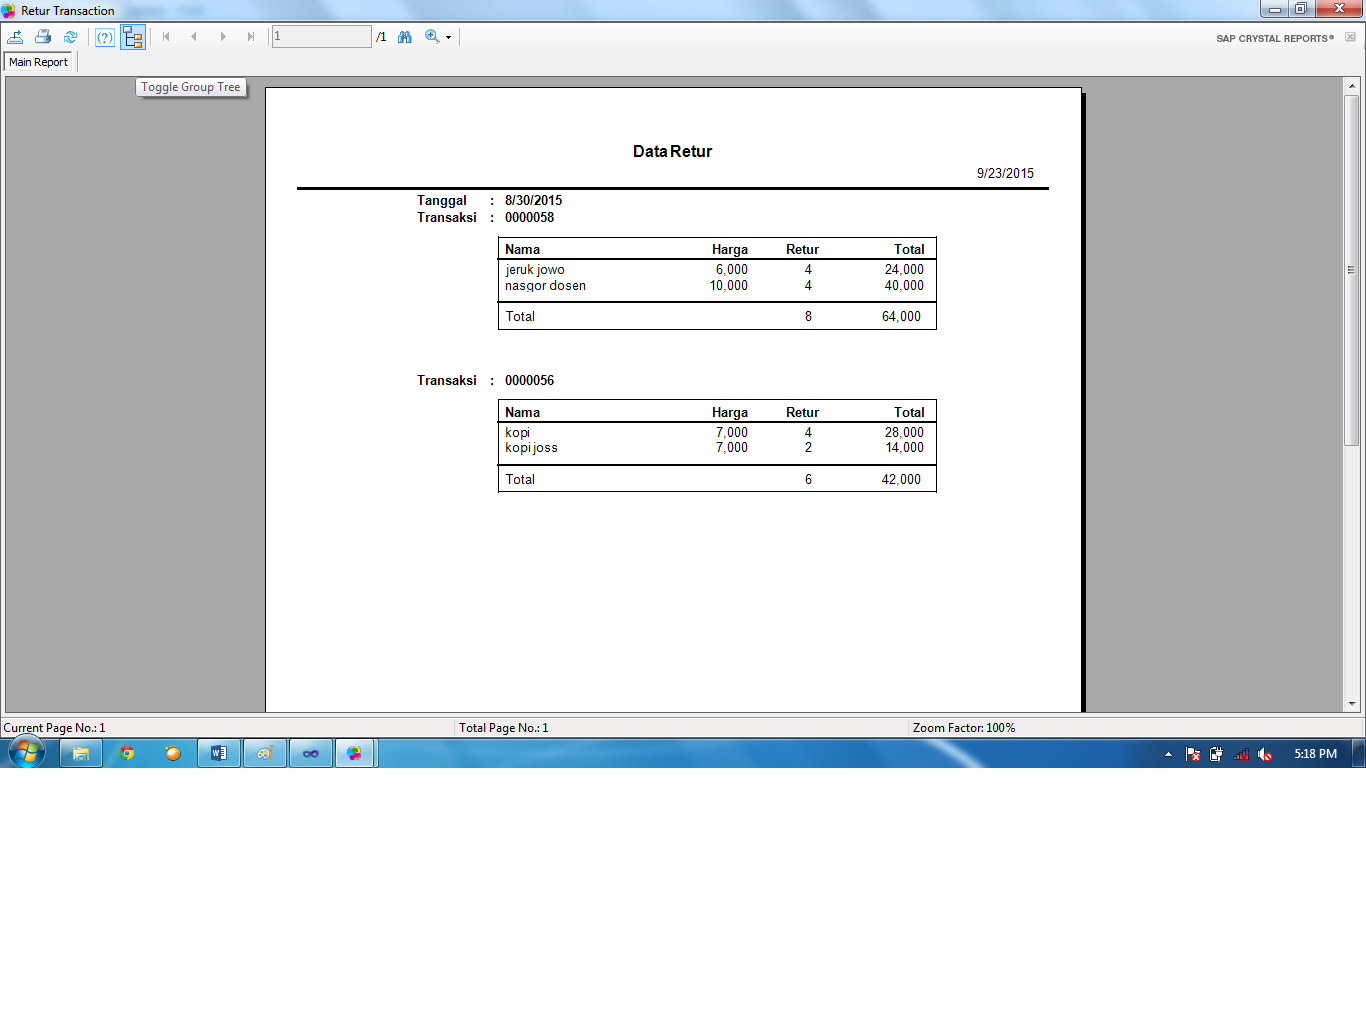 Retur Transaction
1 /1
SAP CRYSTAL REPORTS®
Main Report
Toggle Group Tree
Data Retur
9/23/2015
Tanggal : 8/30/2015
Transaksi : 0000058
Nama Harga Retur Total
jeruk jowo 6,000 4 24,000
nasgor dosen 10,000 4 40,000
Total 8 64,000
Transaksi : 0000056
Nama Harga Retur Total
kopi 7,000 4 28,000
kopi joss 7,000 2 14,000
Total 6 42,000
Current Page No.: 1 Total Page No.: 1 Zoom Factor: 100%
5:18 PM